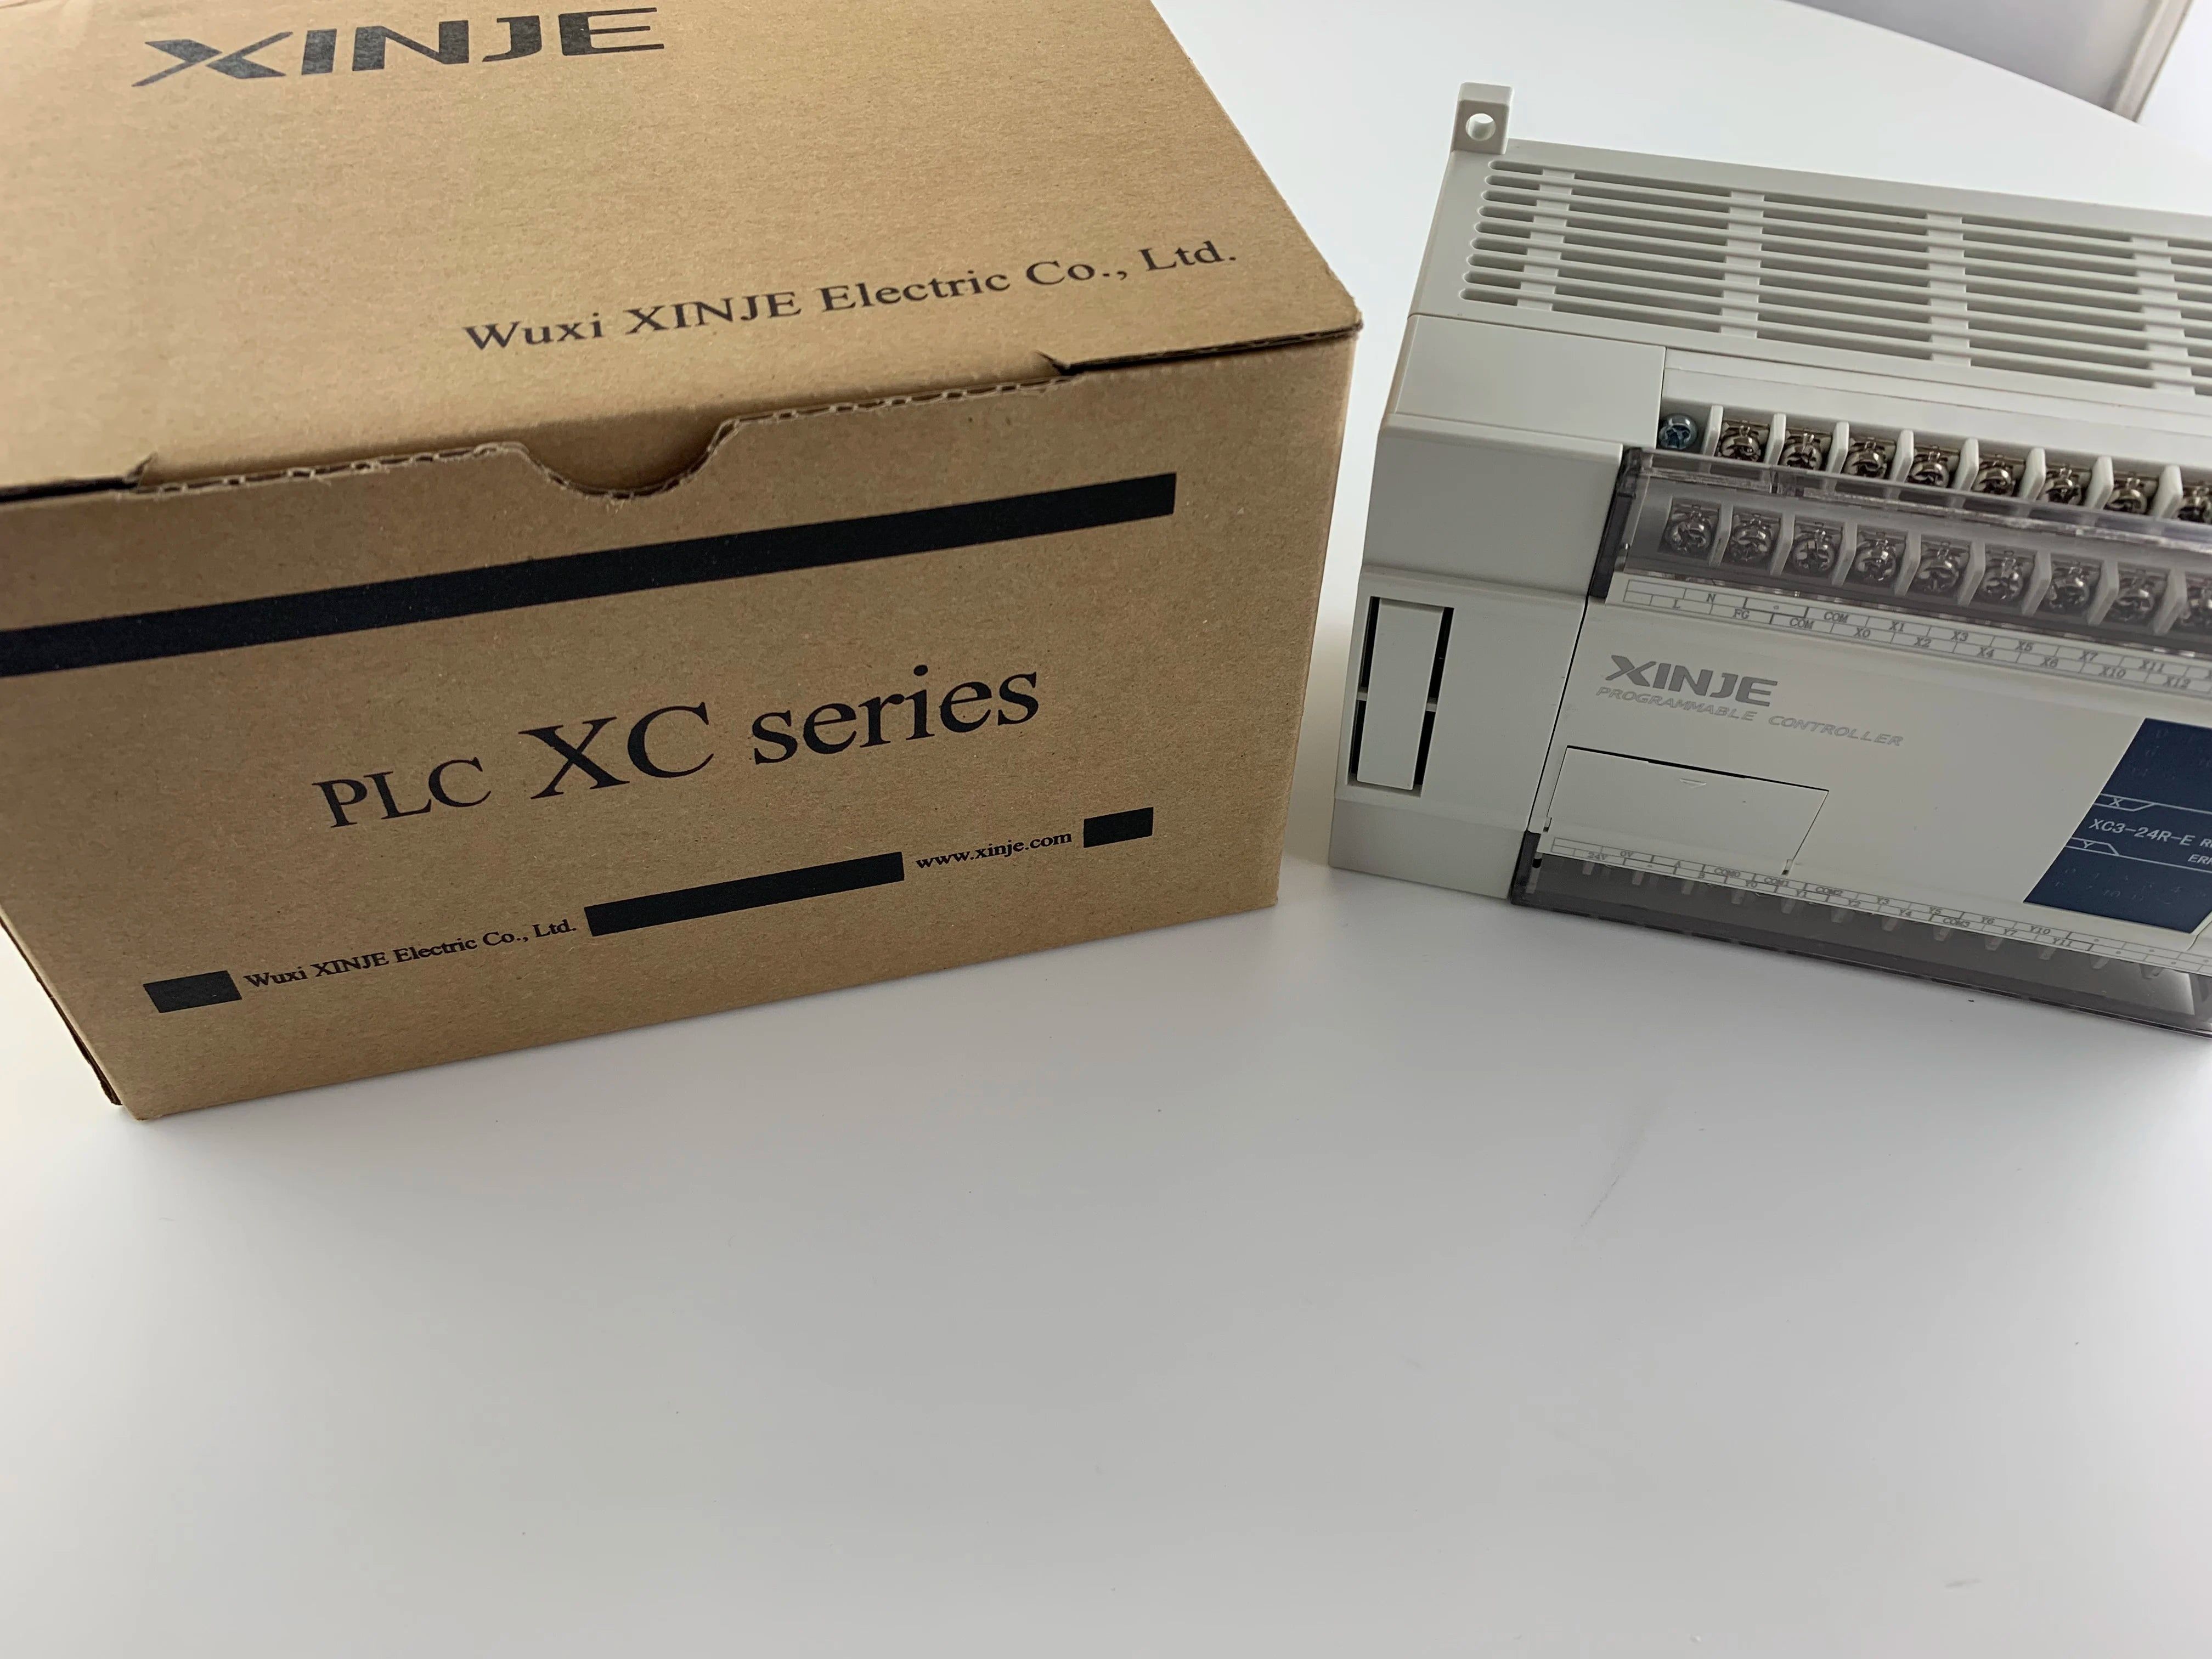 XINJE
Wuxi XINJE Electric Co., Ltd.
PLC XC series
Wuxi XINJE Electric Co., Ltd. www.xinje.com
N COM X1 X3 X5 X7 X11
L FG COM X0 X2 X4 X6 X10 X12
XINJE
PROGRAMMABLE CONTROLLER
X
XC3-24R-E
Y
0V A COM0 COM1 COM2 Y3 Y5 Y6 Y10
24V B Y0 Y1 Y2 Y4 COM3 Y7 Y11